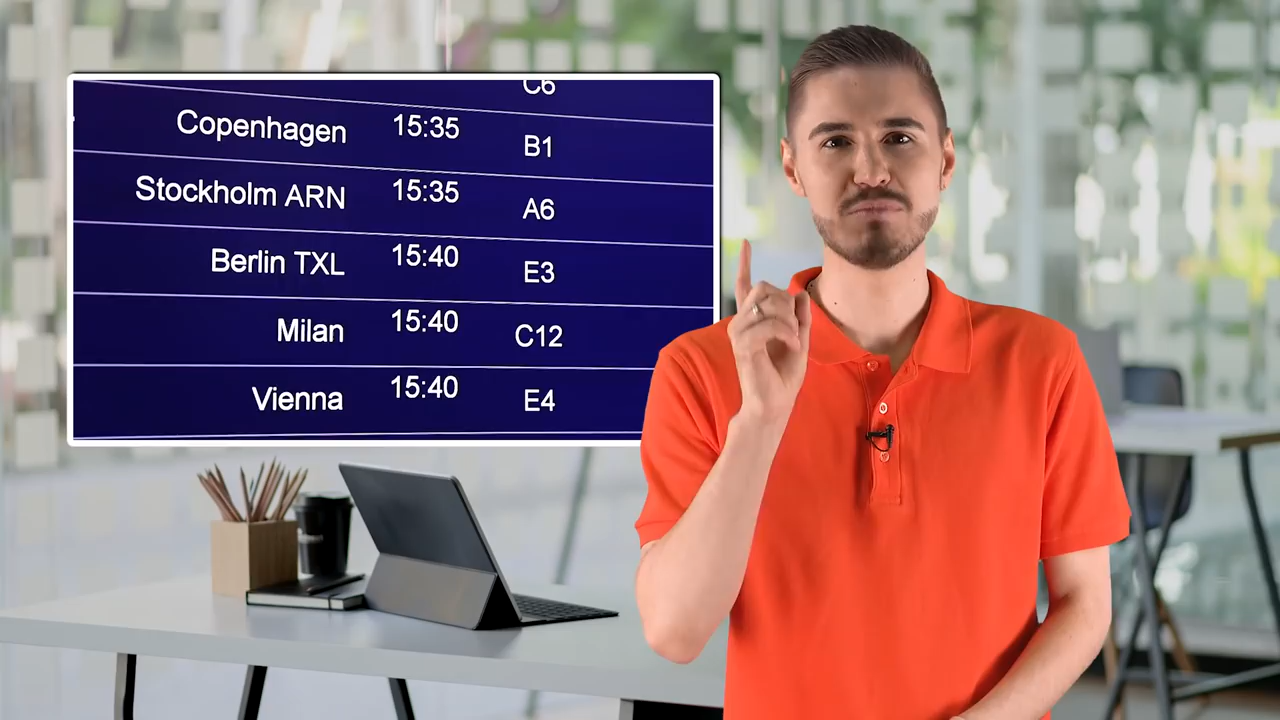 C6
Copenhagen 15:35 B1
Stockholm ARN 15:35 A6
Berlin TXL 15:40 E3
Milan 15:40 C12
Vienna 15:40 E4